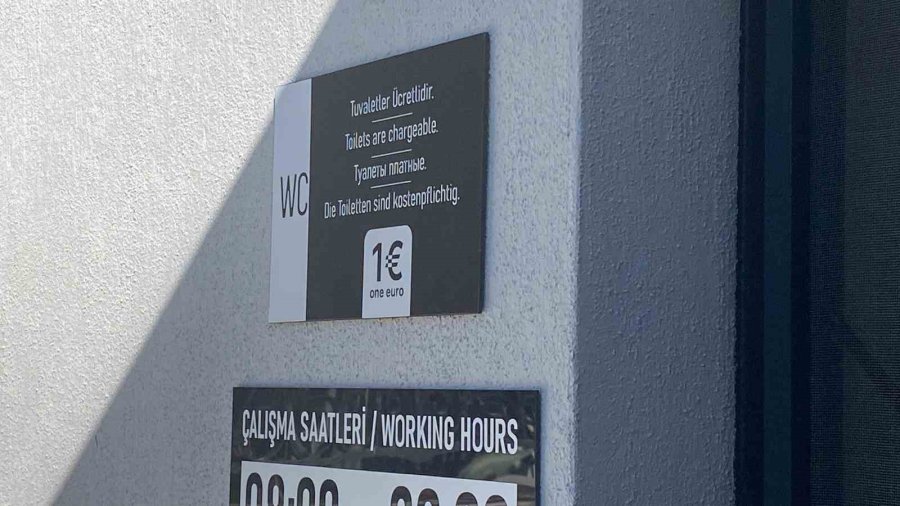 WC
Tuvaletler Ücretlidir.
Toilets are chargeable.
Туалеты платные.
Die Toiletten sind kostenpflichtig.
1€
one euro
ÇALIŞMA SAATLERİ / WORKING HOURS